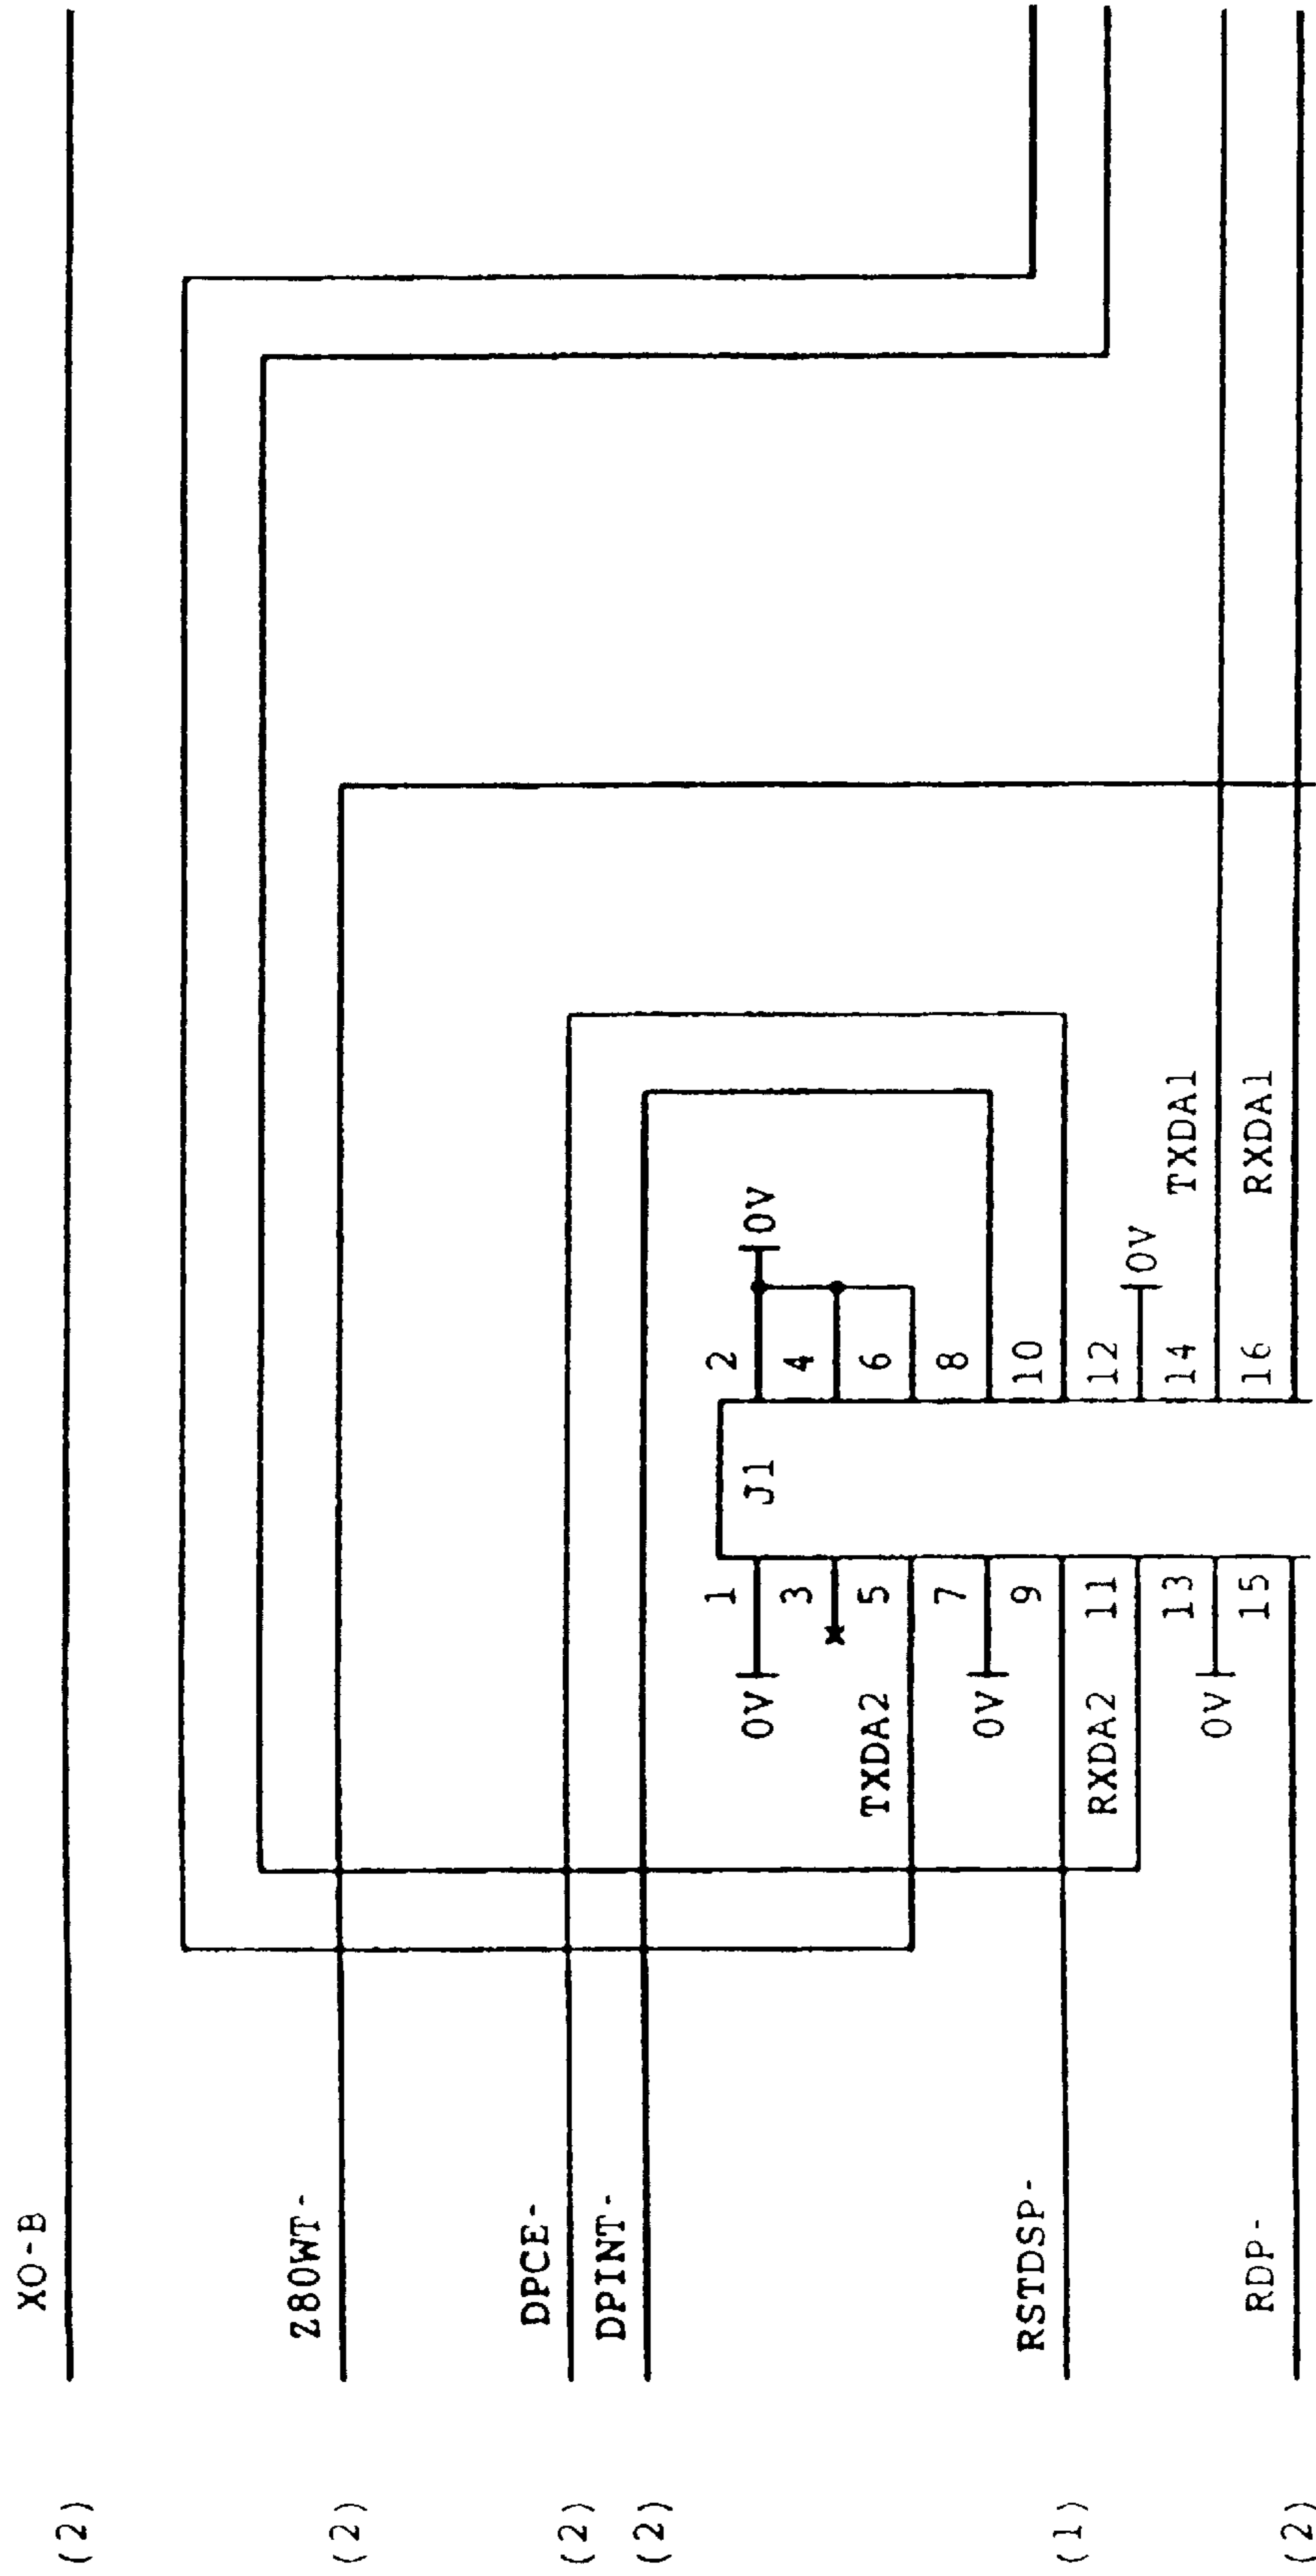 (2) XO-B
(2) Z80WT-
(2) DPCE-
(2) DPINT-
J1
1 2
0V 0V
3 4
TXDA2 5 6
7 8
0V
(1) RSTDSP- 9 10
RXDA2 11 12
0V
13 14 TXDA1
0V
(2) RDP- 15 16 RXDA1